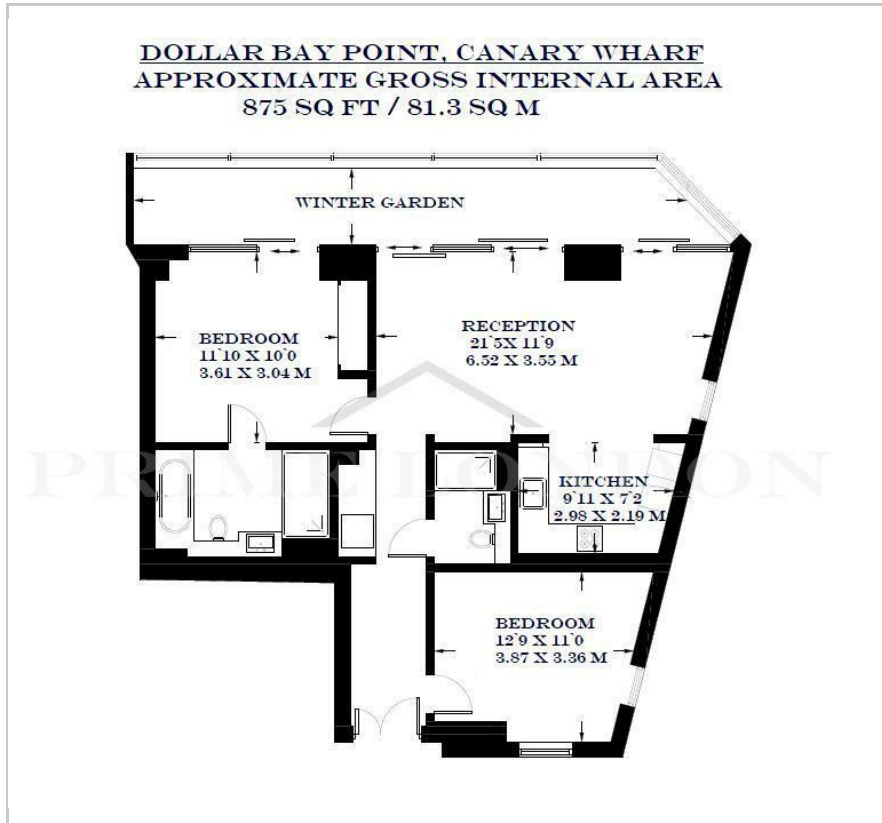 DOLLAR BAY POINT, CANARY WHARF
APPROXIMATE GROSS INTERNAL AREA
875 SQ FT / 81.3 SQ M
WINTER GARDEN
BEDROOM
11`10 X 10`0
3.61 X 3.04 M
RECEPTION
21`5X 11`9
6.52 X 3.55 M
PRIME LONDON
KITCHEN
9`11 X 7`2
2.98 X 2.19 M
BEDROOM
12`9 X 11`0
3.87 X 3.36 M